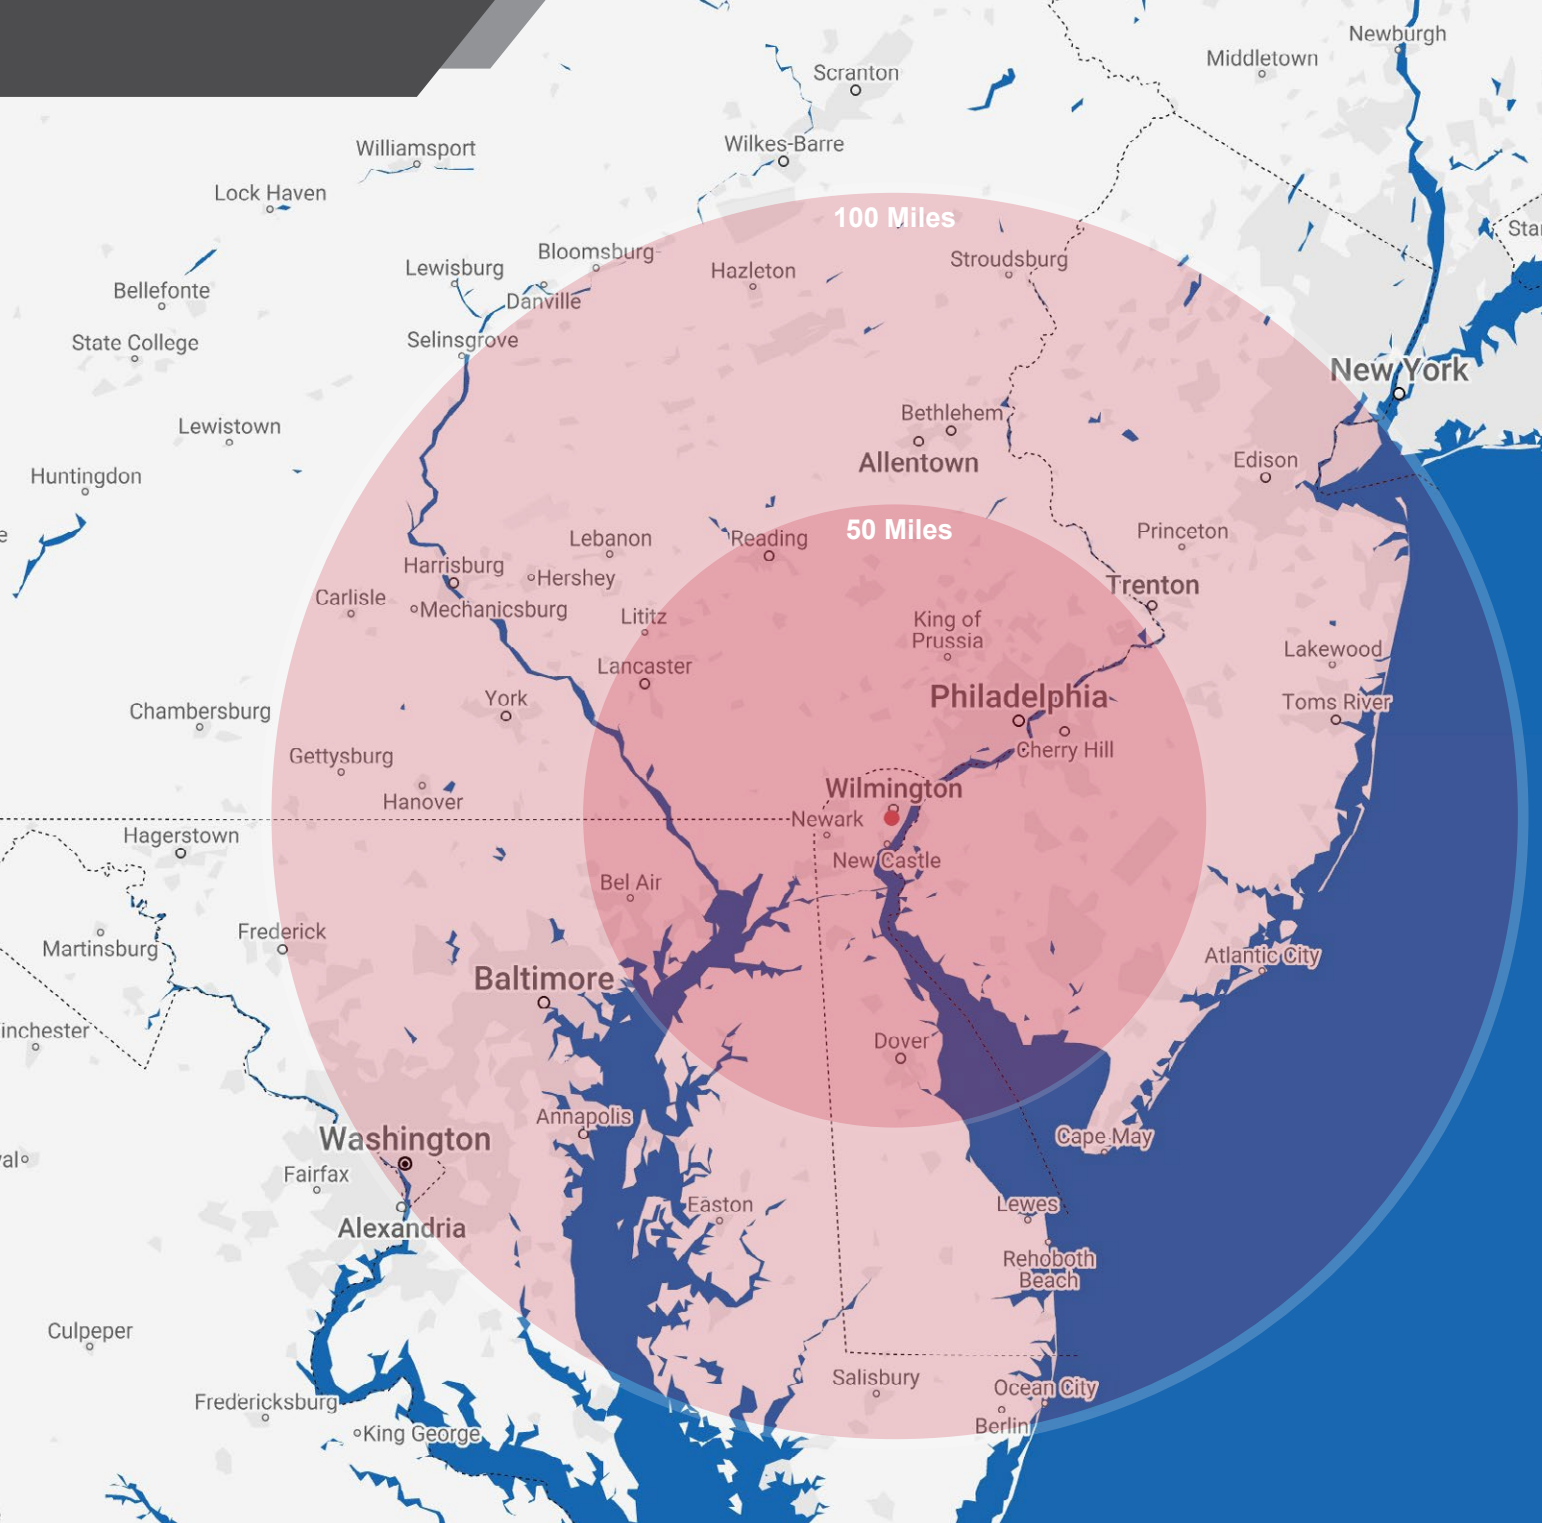 Newburgh
Middletown
Scranton
Wilkes-Barre
Williamsport
Lock Haven
100 Miles
Bloomsburg
Stroudsburg
Lewisburg
Hazleton
Bellefonte
Danville
State College
Selinsgrove
New York
Bethlehem
Lewistown
Allentown
Edison
Huntingdon
50 Miles
Princeton
Lebanon
Reading
Harrisburg
Hershey
Trenton
Carlisle
Mechanicsburg
Lititz
King of
Prussia
Lakewood
Lancaster
York
Philadelphia
Toms River
Chambersburg
Gettysburg
Cherry Hill
Wilmington
Hanover
Newark
Hagerstown
New Castle
Bel Air
Frederick
Martinsburg
Atlantic City
Baltimore
inchester
Dover
Annapolis
Washington
Cape May
Fairfax
Easton
Lewes
Alexandria
Rehoboth
Beach
Culpeper
Salisbury
Ocean City
Fredericksburg
Berlin
King George